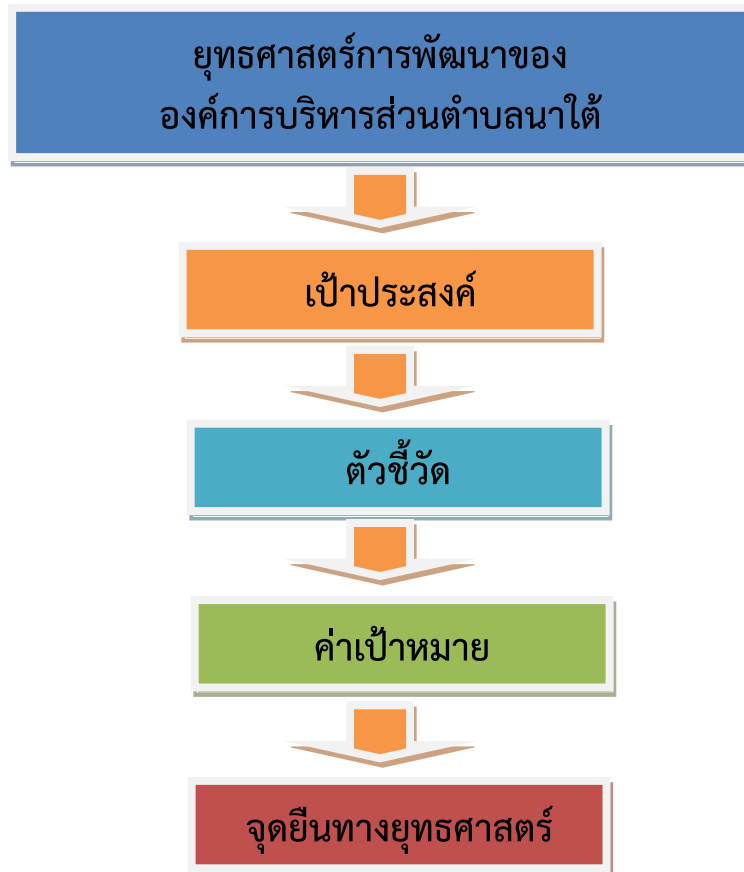 ยุทธศาสตร์การพัฒนาของ
องค์การบริหารส่วนตำบลนาใต้
เป้าประสงค์
ตัวชี้วัด
ค่าเป้าหมาย
จุดยืนทางยุทธศาสตร์